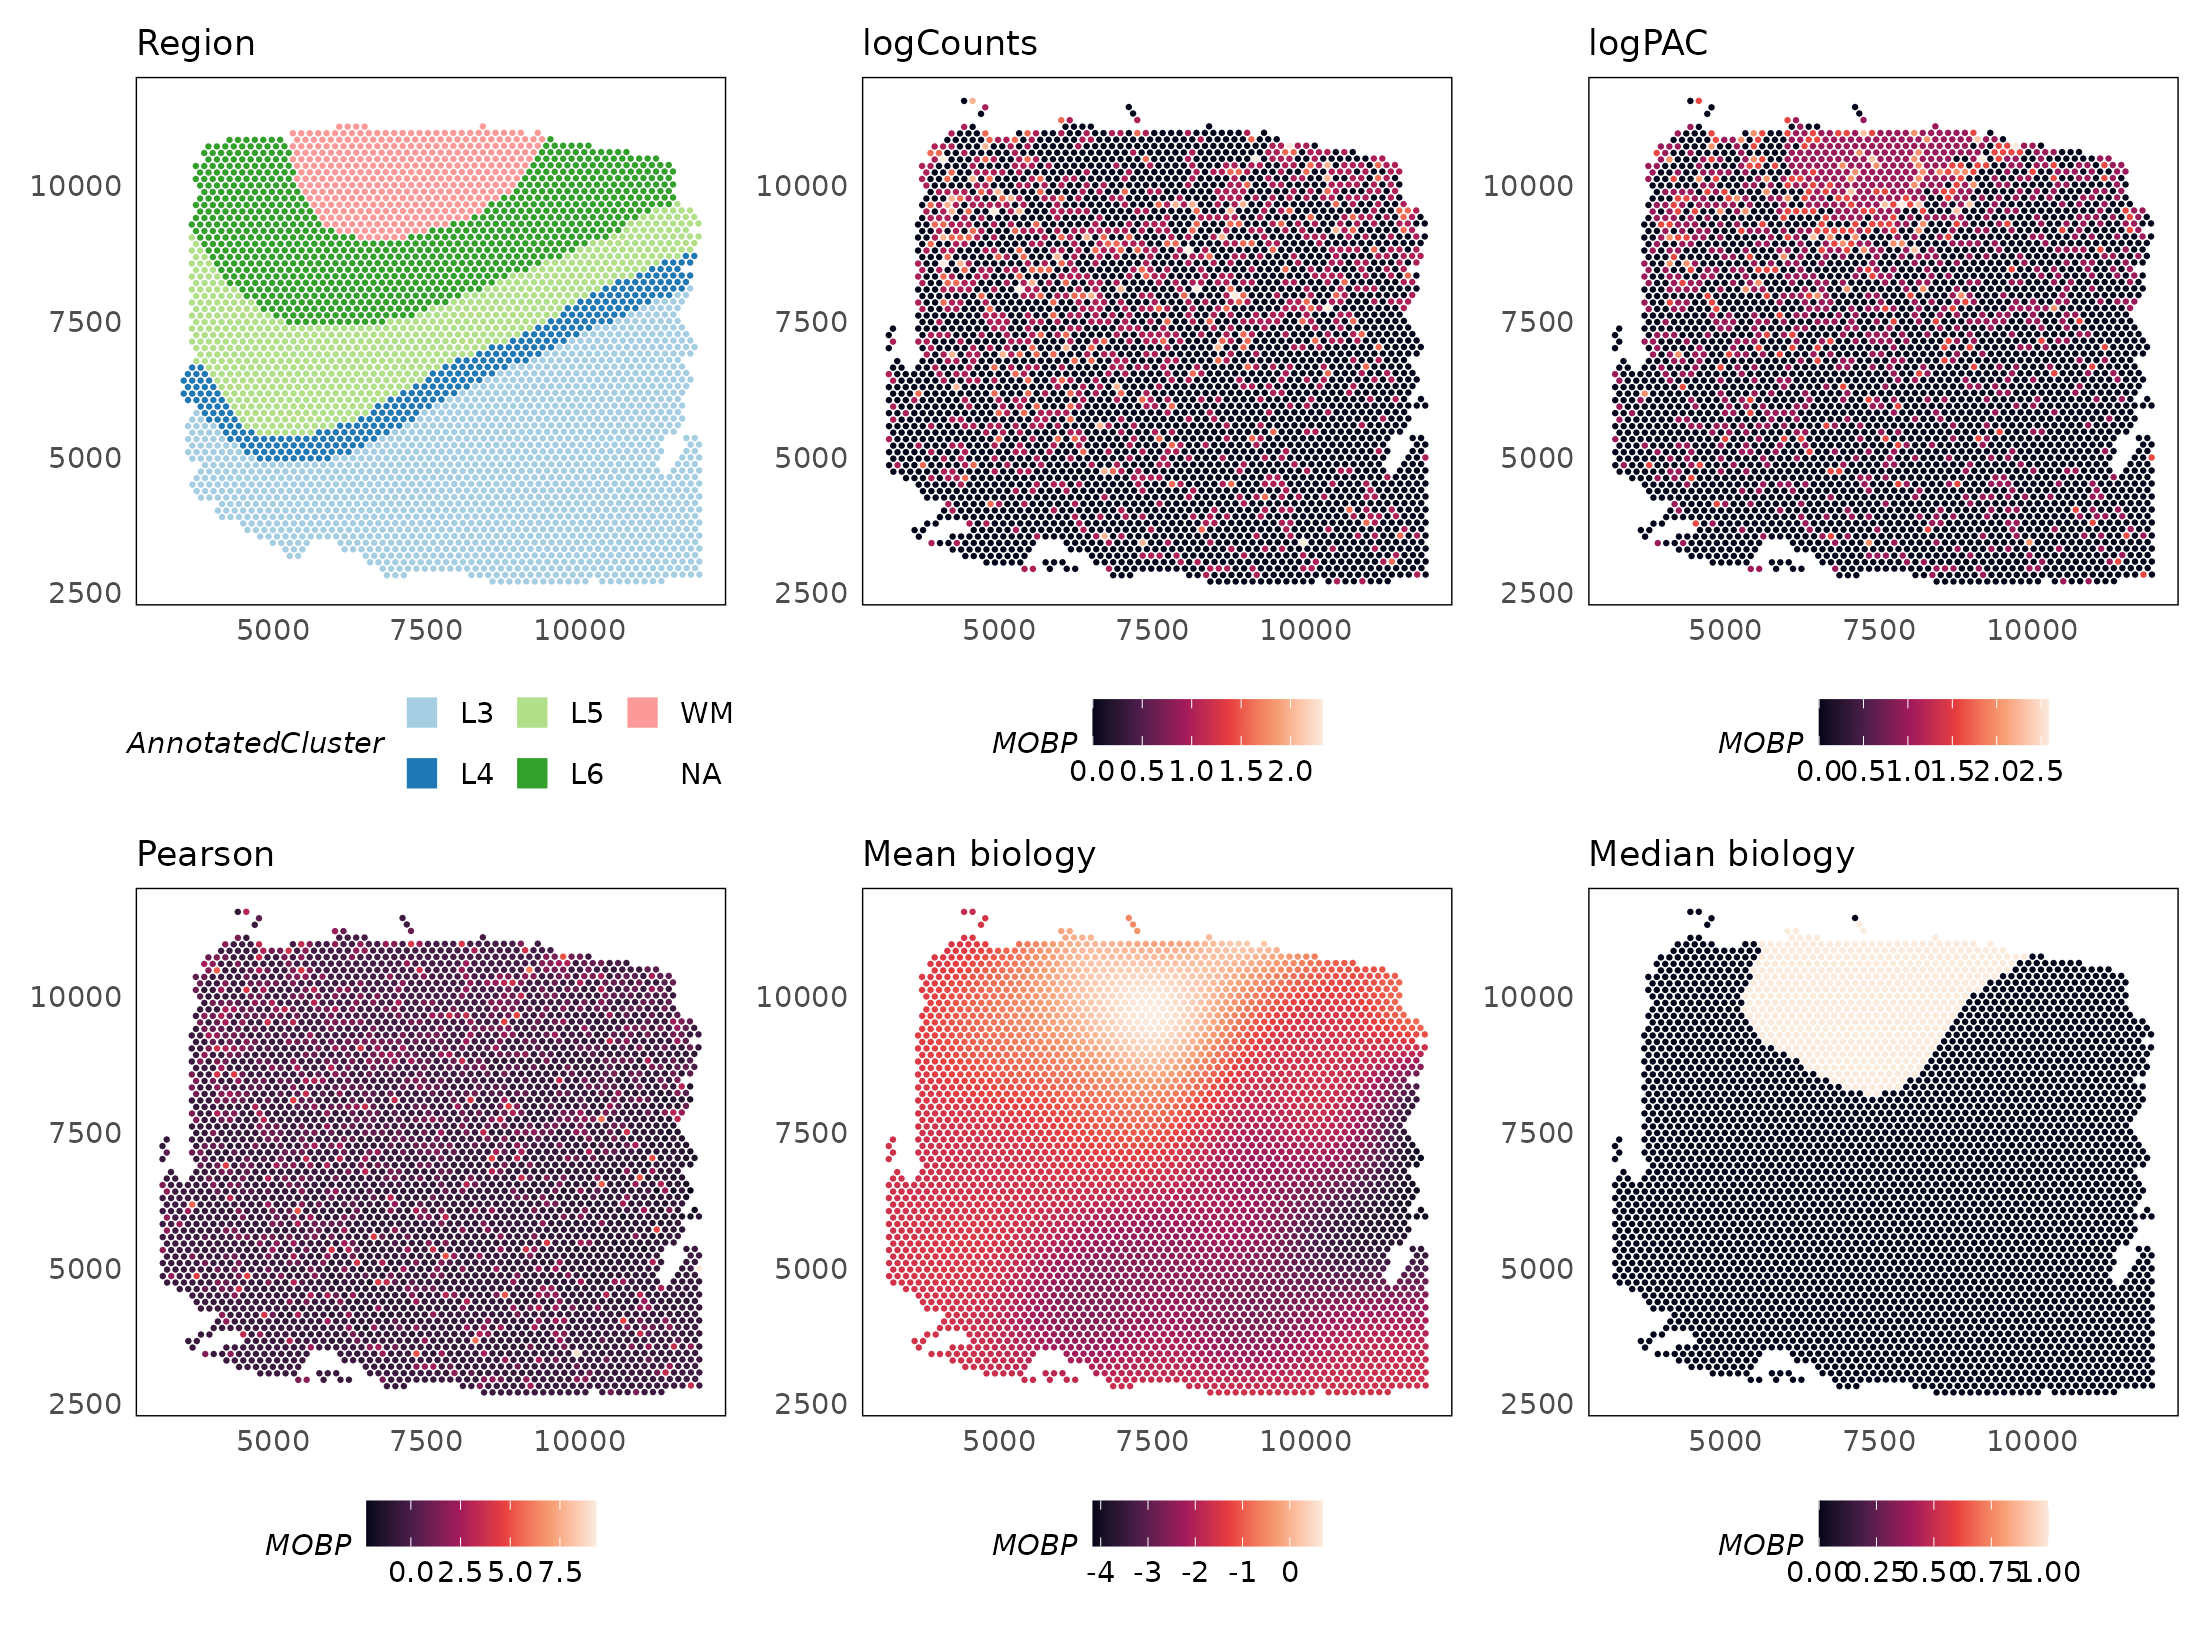 Region
logCounts
logPAC
10000
7500
5000
2500
5000 7500 10000
10000
7500
5000
2500
5000 7500 10000
10000
7500
5000
2500
5000 7500 10000
AnnotatedCluster
L3 L5 WM
L4 L6 NA
MOBP
0.0 0.5 1.0 1.5 2.0
MOBP
0.0 0.5 1.0 1.5 2.0 2.5
Pearson
Mean biology
Median biology
10000
7500
5000
2500
5000 7500 10000
10000
7500
5000
2500
5000 7500 10000
10000
7500
5000
2500
5000 7500 10000
MOBP
0.0 2.5 5.0 7.5
MOBP
-4 -3 -2 -1 0
MOBP
0.00 0.25 0.50 0.75 1.00